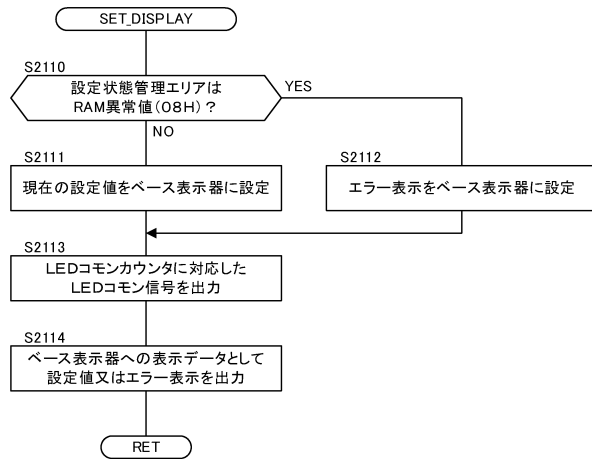 SET_DISPLAY
S2110
設定状態管理エリアは
RAM異常値(08H)?
YES
NO
S2111
現在の設定値をベース表示器に設定
S2112
エラー表示をベース表示器に設定
S2113
LEDコモンカウンタに対応した
LEDコモン信号を出力
S2114
ベース表示器への表示データとして
設定値又はエラー表示を出力
RET